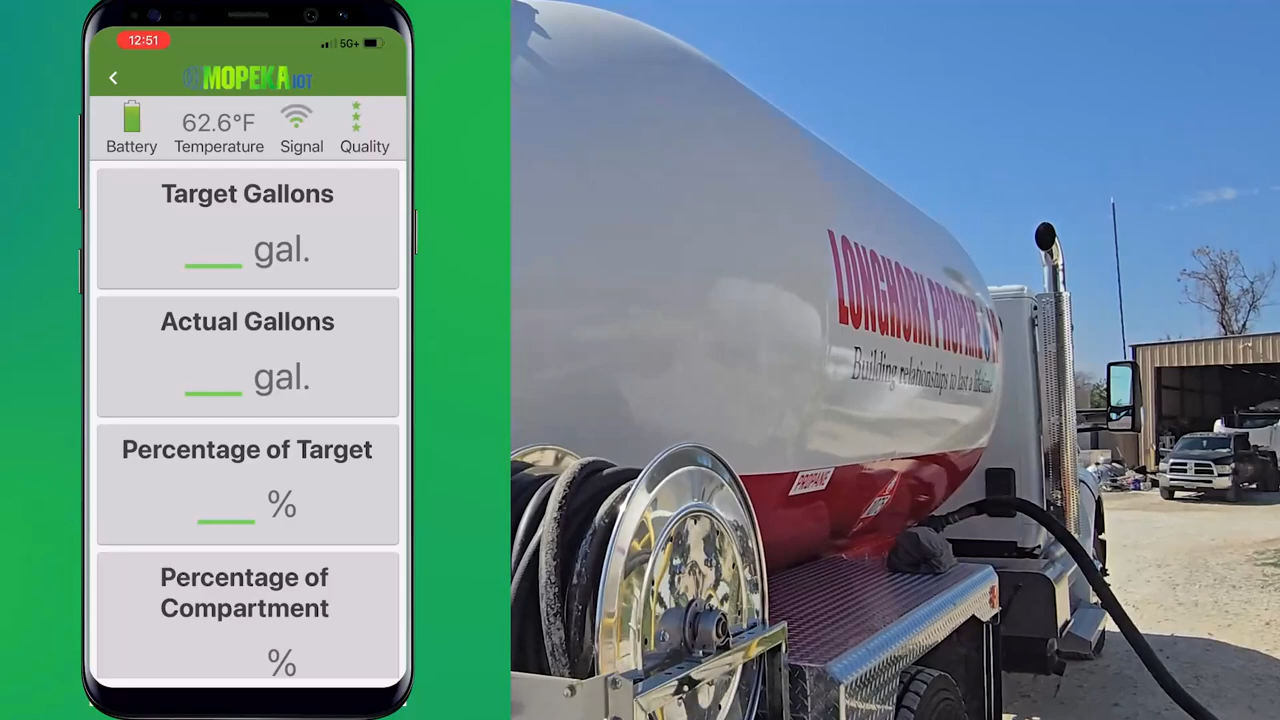 12:51
5G+
MOPEKA IOT
62.6°F
Battery
Temperature
Signal
Quality
Target Gallons
gal.
Actual Gallons
gal.
Percentage of Target
%
Percentage of
Compartment
%
LONGHORN PROPANE
Building relationships to last a
PROPANE